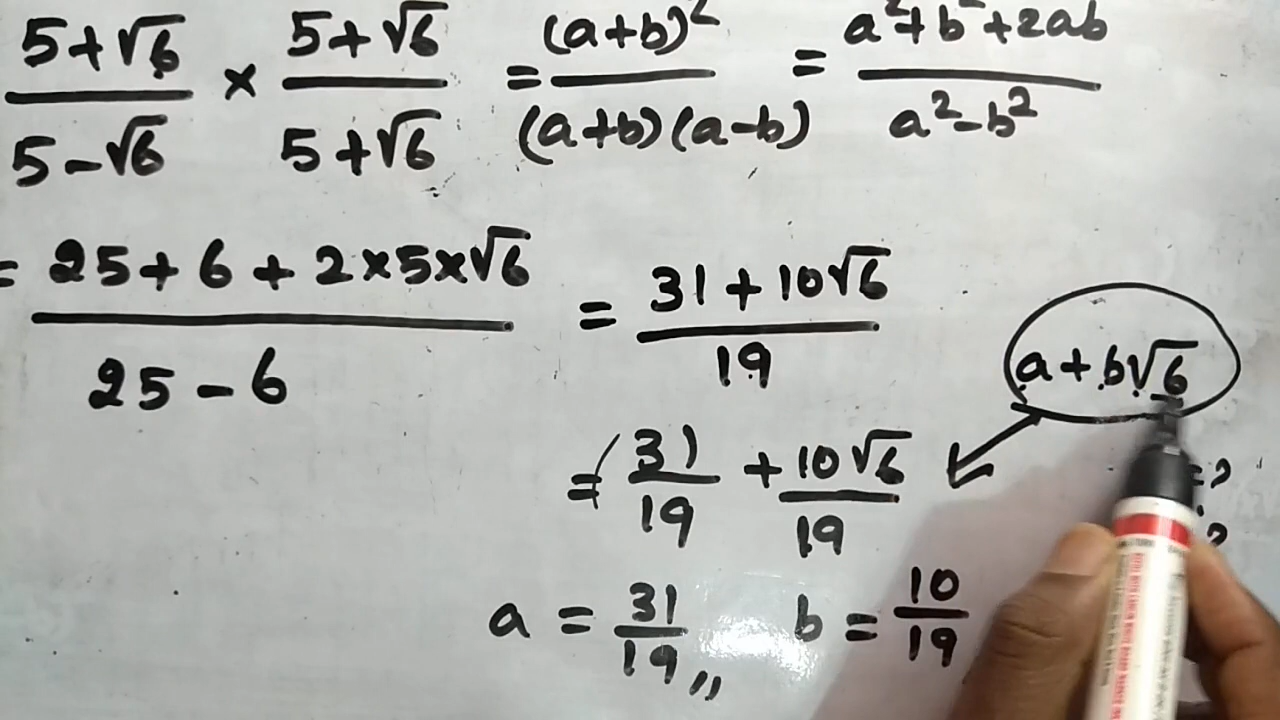 5+√6 / 5-√6 × 5+√6 / 5+√6 = (a+b)² / (a+b)(a-b) = a²+b²+2ab / a²-b²
= 25+6+2×5×√6 / 25-6 = 31+10√6 / 19
a+b√6
= 31/19 + 10√6/19
=?
?
a = 31/19 ,, b = 10/19